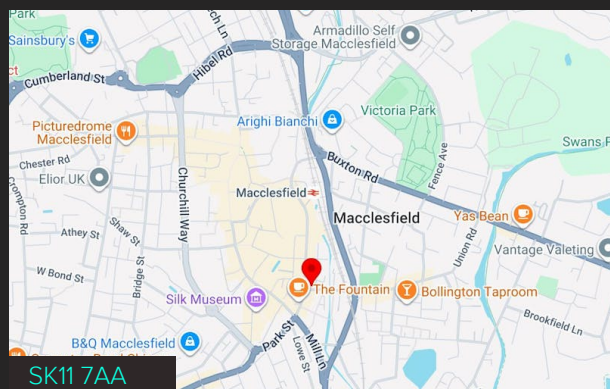 Park
Sainsbury's
ct
Cumberland St
Hibel Rd
Armadillo Self
Storage Macclesfield
Picturedrome
Macclesfield
Arighi Bianchi
Victoria Park
Chester Rd
Elior UK
Crompton Rd
Churchill Way
Buxton Rd
Fence Ave
Swans P
Macclesfield
Macclesfield
Yas Bean
Athey St
Shaw St
Union Rd
Vantage Valeting
W Bond St
Bridge St
Silk Museum
The Fountain
Bollington Taproom
Brookfield Ln
B&Q Macclesfield
Park St
Lowe St
Mill Ln
SK11 7AA